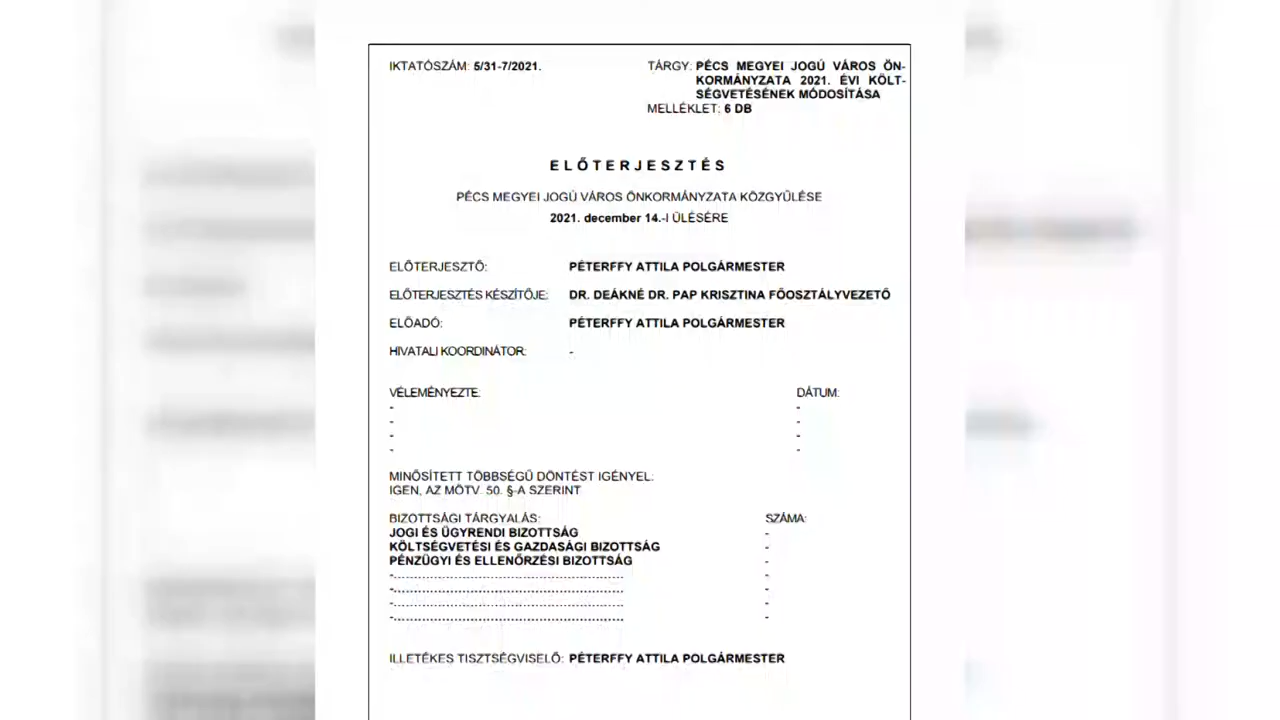 IKTATÓSZÁM: 5/31-7/2021.
TÁRGY: PÉCS MEGYEI JOGÚ VÁROS ÖN-
KORMÁNYZATA 2021. ÉVI KÖLT-
SÉGVETÉSÉNEK MÓDOSÍTÁSA
MELLÉKLET: 6 DB
ELŐTERJESZTÉS
PÉCS MEGYEI JOGÚ VÁROS ÖNKORMÁNYZATA KÖZGYŰLÉSE
2021. december 14.-I ÜLÉSÉRE
ELŐTERJESZTŐ: PÉTERFFY ATTILA POLGÁRMESTER
ELŐTERJESZTÉS KÉSZÍTŐJE: DR. DEÁKNÉ DR. PAP KRISZTINA FŐOSZTÁLYVEZETŐ
ELŐADÓ: PÉTERFFY ATTILA POLGÁRMESTER
HIVATALI KOORDINÁTOR: -
VÉLEMÉNYEZTE: DÁTUM:
- -
- -
- -
- -
MINŐSÍTETT TÖBBSÉGŰ DÖNTÉST IGÉNYEL:
IGEN, AZ MÖTV. 50. §-A SZERINT
BIZOTTSÁGI TÁRGYALÁS: SZÁMA:
JOGI ÉS ÜGYRENDI BIZOTTSÁG -
KÖLTSÉGVETÉSI ÉS GAZDASÁGI BIZOTTSÁG -
PÉNZÜGYI ÉS ELLENŐRZÉSI BIZOTTSÁG -
-........................................................ -
-........................................................ -
-........................................................ -
-........................................................ -
ILLETÉKES TISZTSÉGVISELŐ: PÉTERFFY ATTILA POLGÁRMESTER